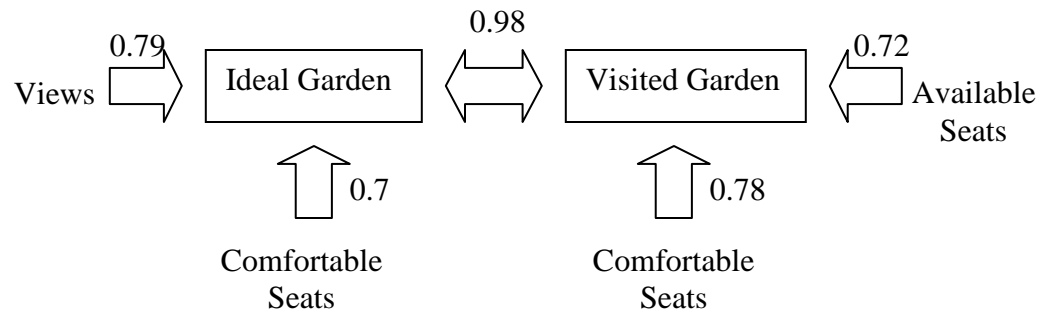 0.98
0.79
0.72
Ideal Garden
Visited Garden
Views
Available
Seats
0.7
0.78
Comfortable
Seats
Comfortable
Seats